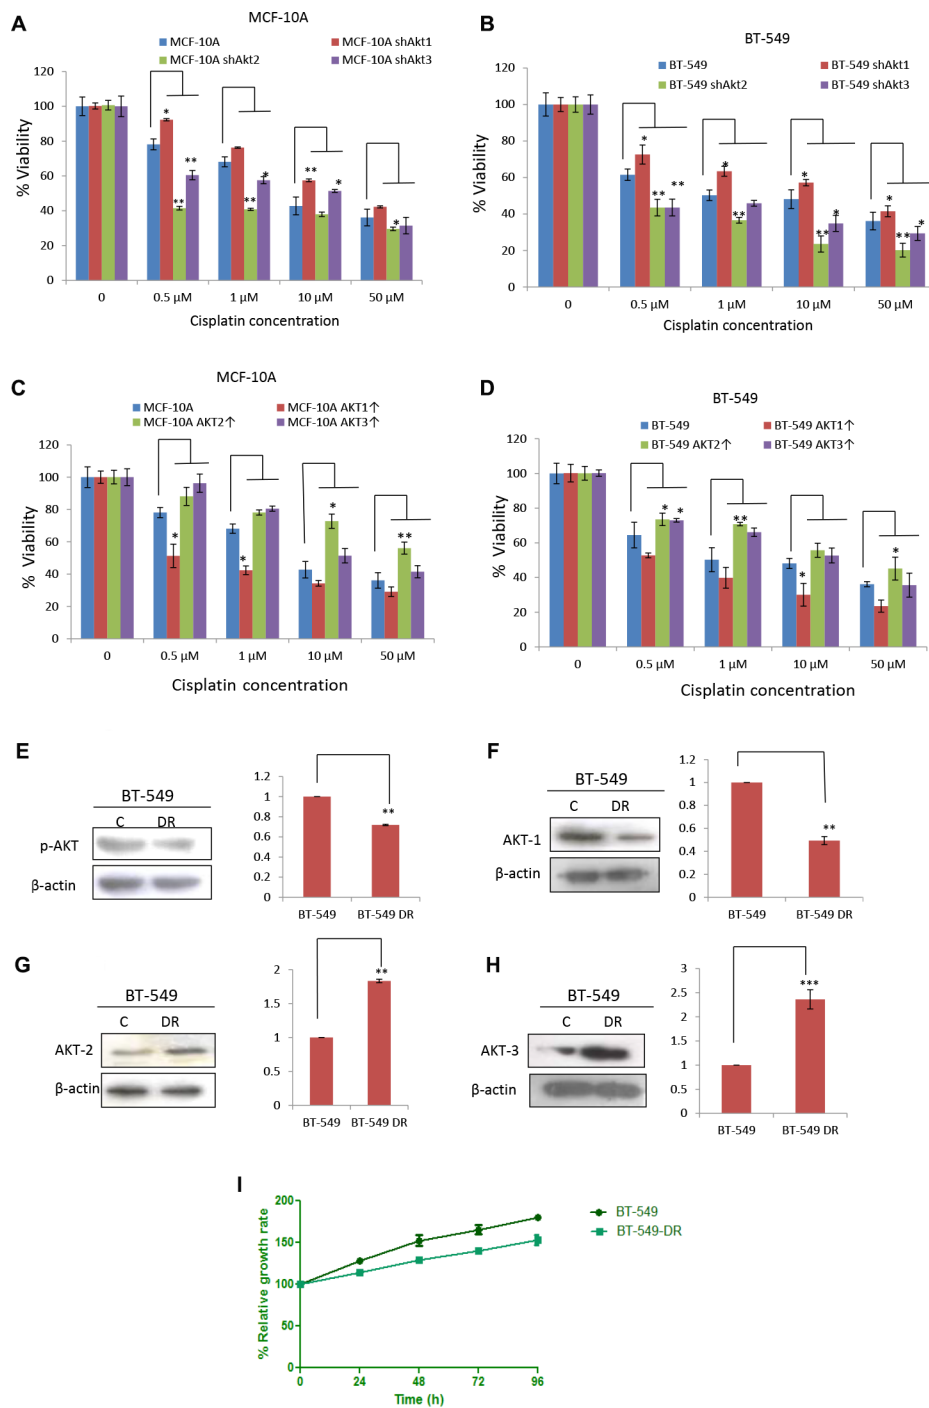 A
MCF-10A
MCF-10A
MCF-10A shAkt1
MCF-10A shAkt2
MCF-10A shAkt3
% Viability
120
100
80
60
40
20
0
*
**
**
**
*
**
*
*
0
0.5 µM
1 µM
10 µM
50 µM
Cisplatin concentration
B
BT-549
BT-549
BT-549 shAkt1
BT-549 shAkt2
BT-549 shAkt3
% Viability
120
100
80
60
40
20
0
*
**
**
*
**
*
**
*
*
**
*
0
0.5 µM
1 µM
10 µM
50 µM
Cisplatin concentration
C
MCF-10A
MCF-10A
MCF-10A AKT1↑
MCF-10A AKT2↑
MCF-10A AKT3↑
% Viability
120
100
80
60
40
20
0
*
*
*
**
0
0.5 µM
1 µM
10 µM
50 µM
Cisplatin concentration
D
BT-549
BT-549
BT-549 AKT1↑
BT-549 AKT2↑
BT-549 AKT3↑
% Viability
120
100
80
60
40
20
0
*
*
**
*
*
0
0.5 µM
1 µM
10 µM
50 µM
Cisplatin concentration
E
BT-549
C DR
p-AKT
β-actin
1.2
1
0.8
0.6
0.4
0.2
0
**
BT-549
BT-549 DR
F
BT-549
C DR
AKT-1
β-actin
1.2
1
0.8
0.6
0.4
0.2
0
**
BT-549
BT-549 DR
G
BT-549
C DR
AKT-2
β-actin
2
1.5
1
0.5
0
**
BT-549
BT-549 DR
H
BT-549
C DR
AKT-3
β-actin
3
2.5
2
1.5
1
0.5
0
***
BT-549
BT-549 DR
I
% Relative growth rate
200
150
100
50
0
0
24
48
72
96
Time (h)
BT-549
BT-549-DR